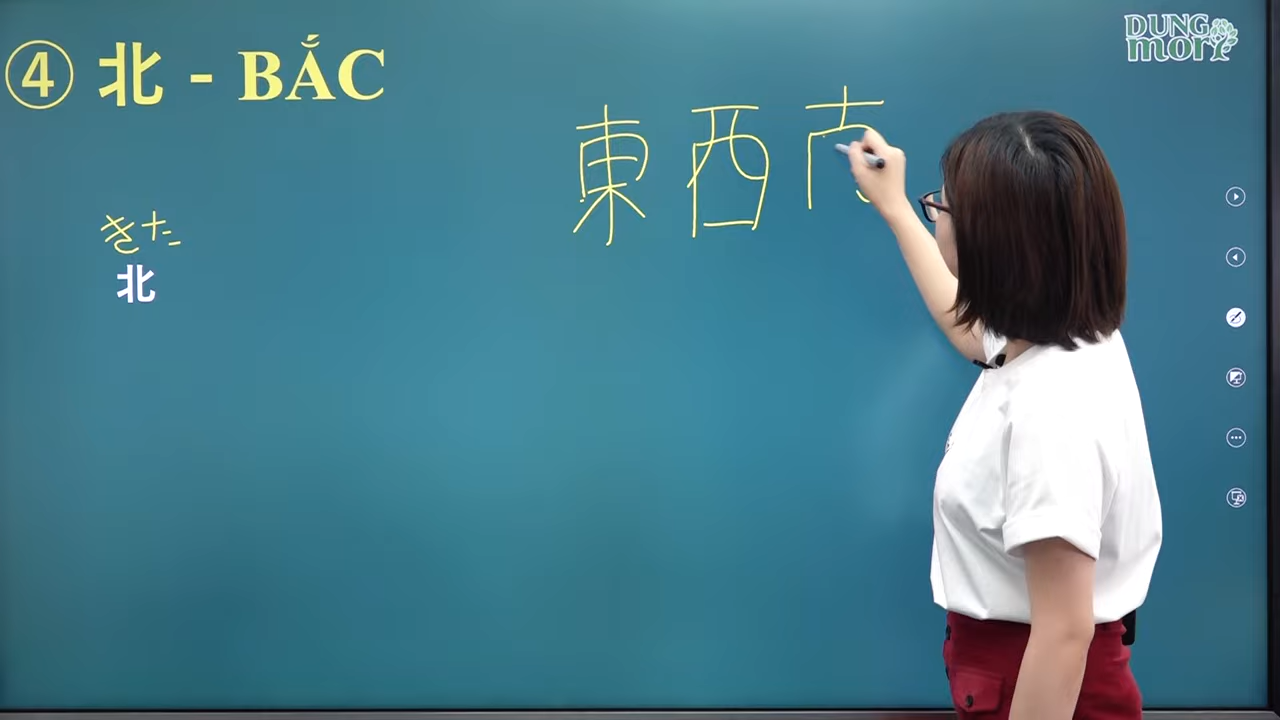 ④ 北 - BẮC
DUNG
mori
東 西
きた
北